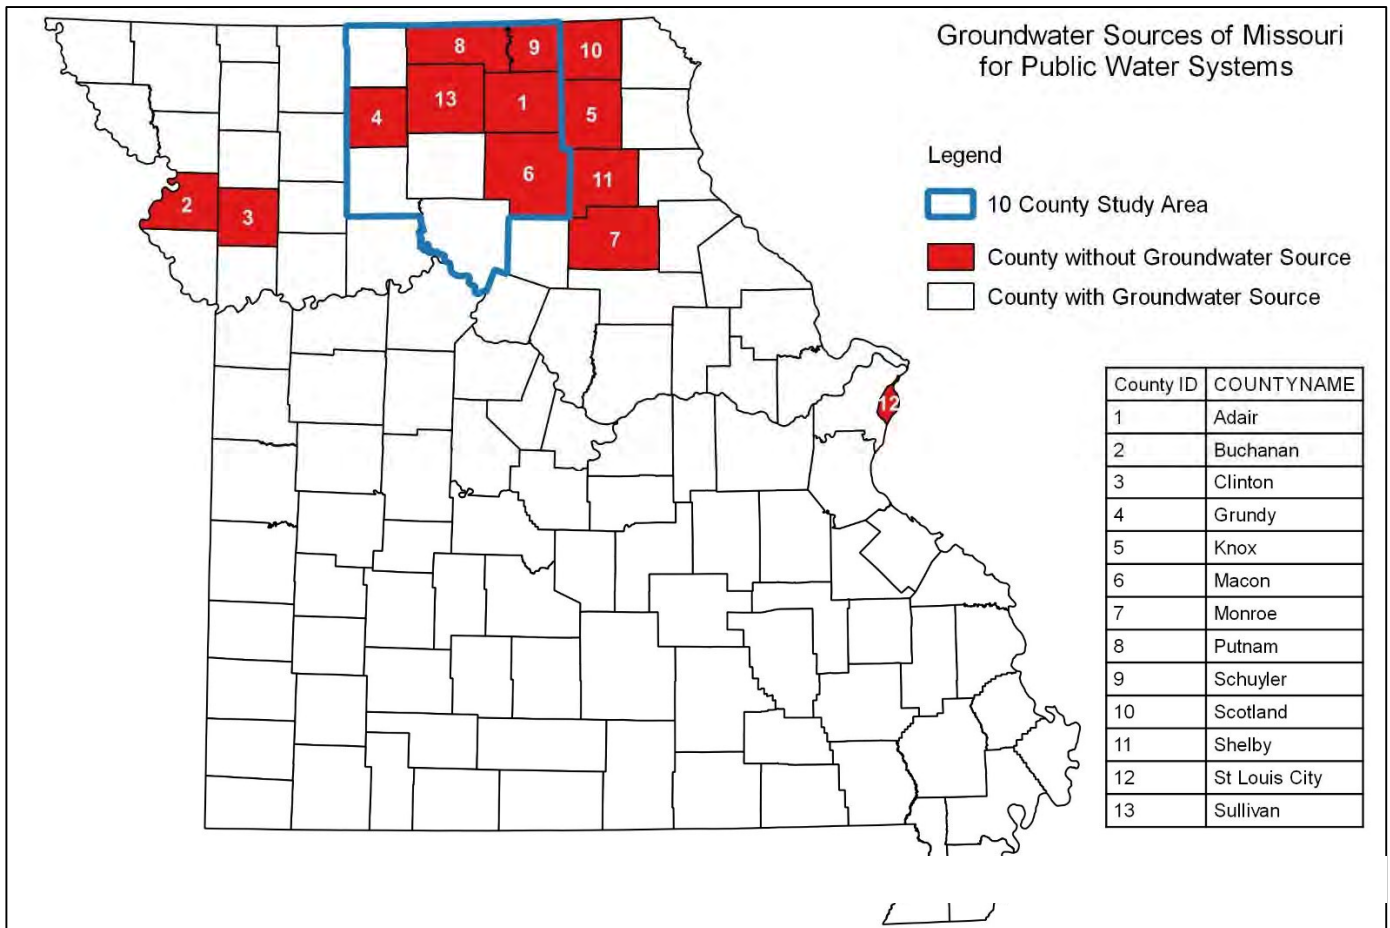 Groundwater Sources of Missouri
for Public Water Systems
Legend
10 County Study Area
County without Groundwater Source
County with Groundwater Source
8
9
10
13
1
4
5
6
11
2
3
7
12
County ID COUNTYNAME
1 Adair
2 Buchanan
3 Clinton
4 Grundy
5 Knox
6 Macon
7 Monroe
8 Putnam
9 Schuyler
10 Scotland
11 Shelby
12 St Louis City
13 Sullivan